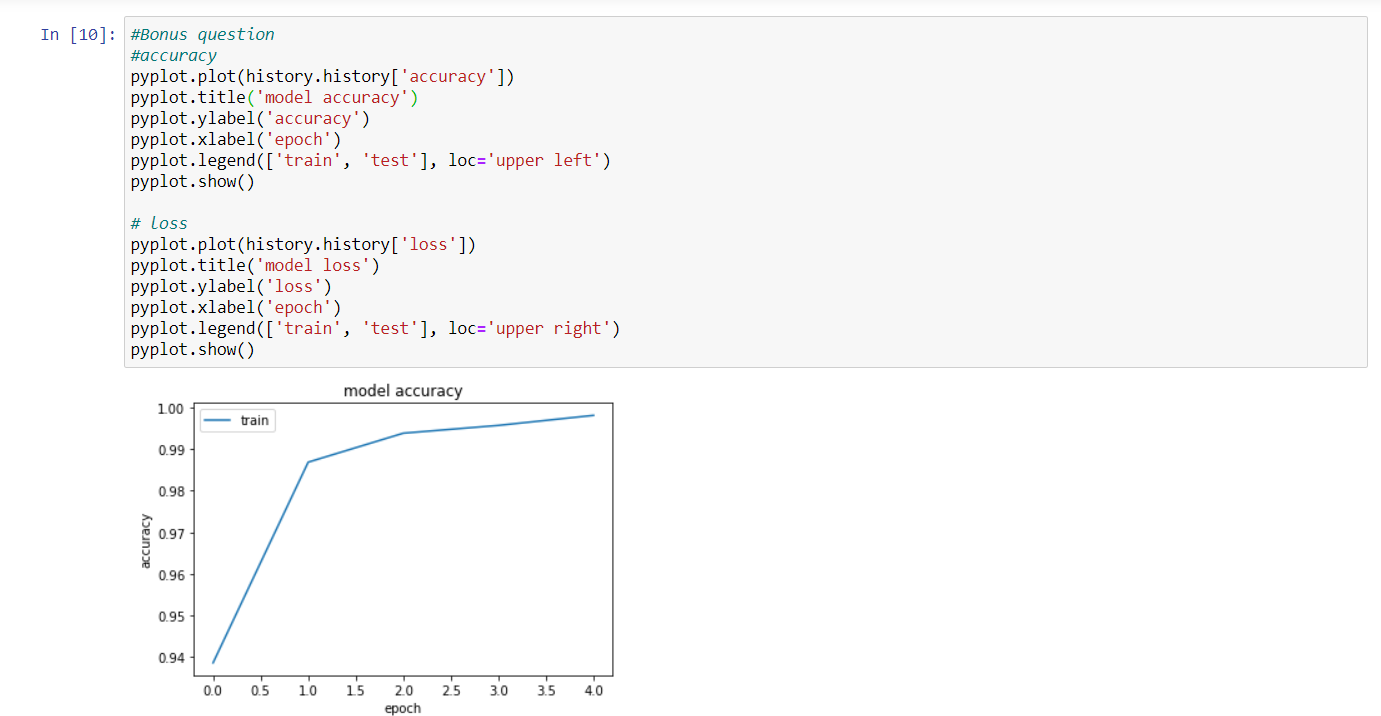 In [10]:
#Bonus question
#accuracy
pyplot.plot(history.history['accuracy'])
pyplot.title('model accuracy')
pyplot.ylabel('accuracy')
pyplot.xlabel('epoch')
pyplot.legend(['train', 'test'], loc='upper left')
pyplot.show()
# loss
pyplot.plot(history.history['loss'])
pyplot.title('model loss')
pyplot.ylabel('loss')
pyplot.xlabel('epoch')
pyplot.legend(['train', 'test'], loc='upper right')
pyplot.show()
model accuracy
train
accuracy
1.00
0.99
0.98
0.97
0.96
0.95
0.94
0.0 0.5 1.0 1.5 2.0 2.5 3.0 3.5 4.0
epoch